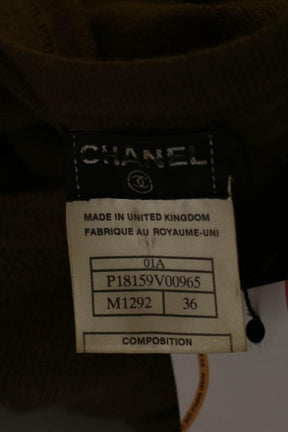 CHANEL
MADE IN UNITED KINGDOM
FABRIQUE AU ROYAUME-UNI
01A
P18159V00965
M1292 36
COMPOSITION